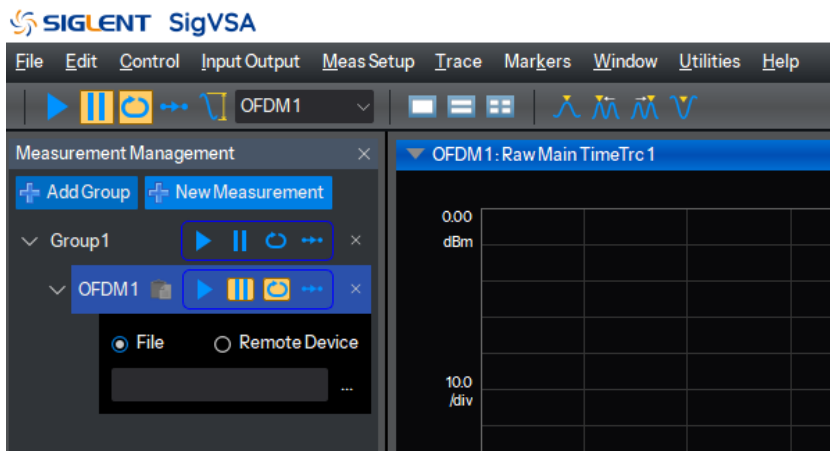 SIGLENT SigVSA
File Edit Control Input Output Meas Setup Trace Markers Window Utilities Help
OFDM1
Measurement Management
OFDM1: Raw Main TimeTrc1
Add Group New Measurement
0.00
Group1
dBm
OFDM1
File Remote Device
...
10.0
/div